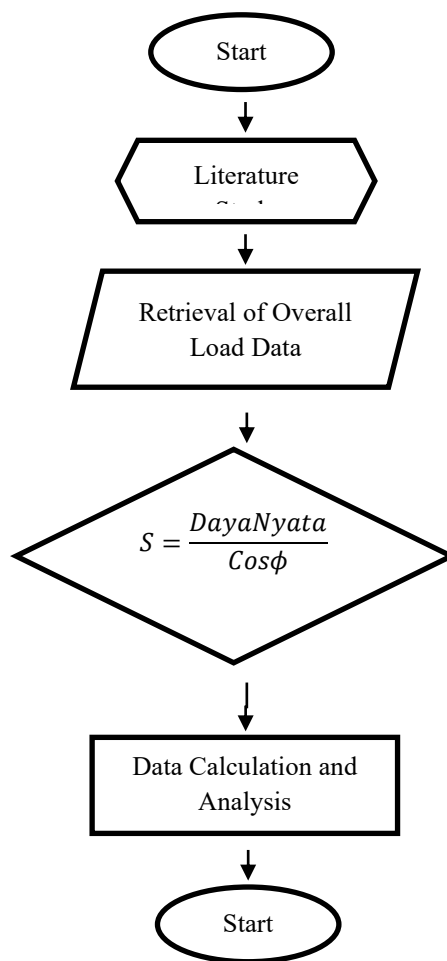 Start
Literature
Retrieval of Overall
Load Data
S = DayaNyata / Cosϕ
Data Calculation and
Analysis
Start